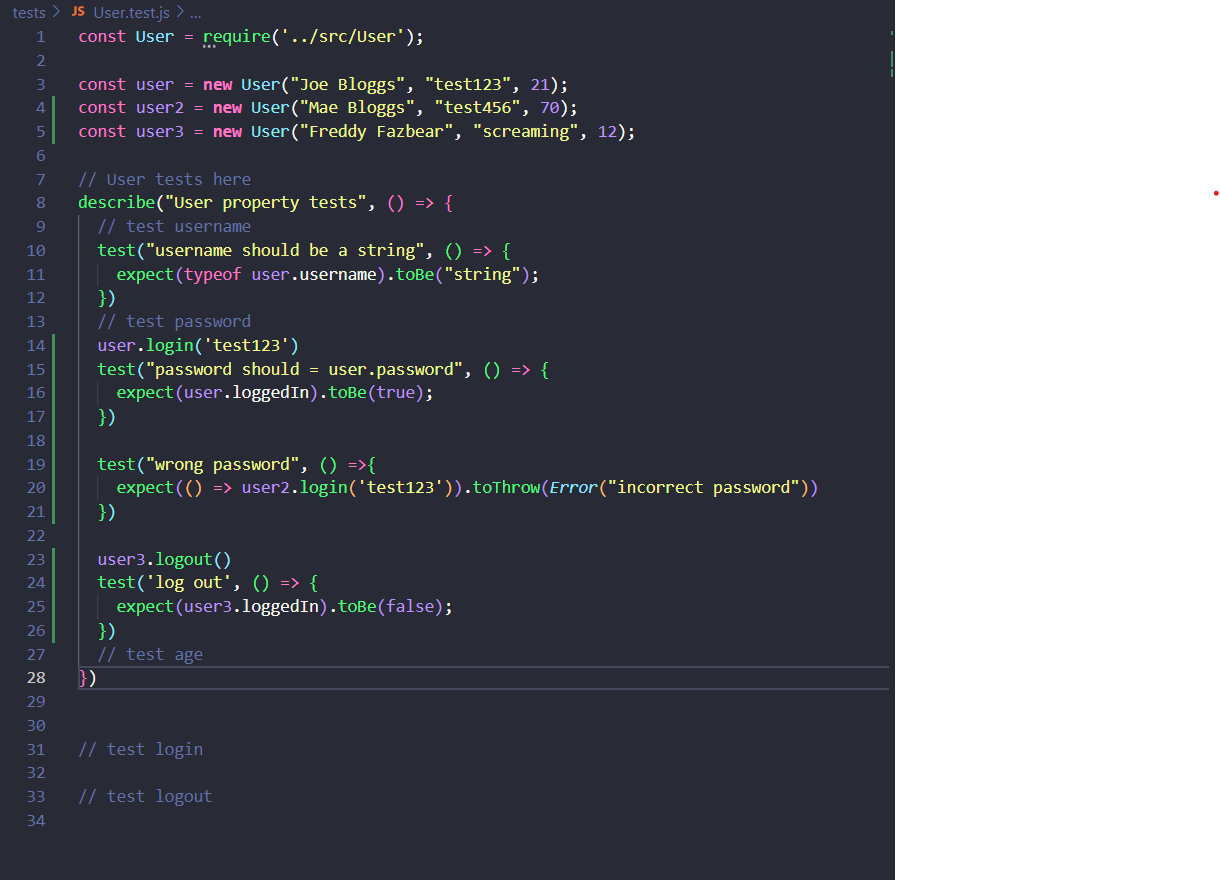 tests > JS User.test.js > ...
1 const User = require('../src/User');
2
3 const user = new User("Joe Bloggs", "test123", 21);
4 const user2 = new User("Mae Bloggs", "test456", 70);
5 const user3 = new User("Freddy Fazbear", "screaming", 12);
6
7 // User tests here
8 describe("User property tests", () => {
9   // test username
10   test("username should be a string", () => {
11     expect(typeof user.username).toBe("string");
12   })
13   // test password
14   user.login('test123')
15   test("password should = user.password", () => {
16     expect(user.loggedIn).toBe(true);
17   })
18
19   test("wrong password", () =>{
20     expect(() => user2.login('test123')).toThrow(Error("incorrect password"))
21   })
22
23   user3.logout()
24   test('log out', () => {
25     expect(user3.loggedIn).toBe(false);
26   })
27   // test age
28 })
29
30
31 // test login
32
33 // test logout
34